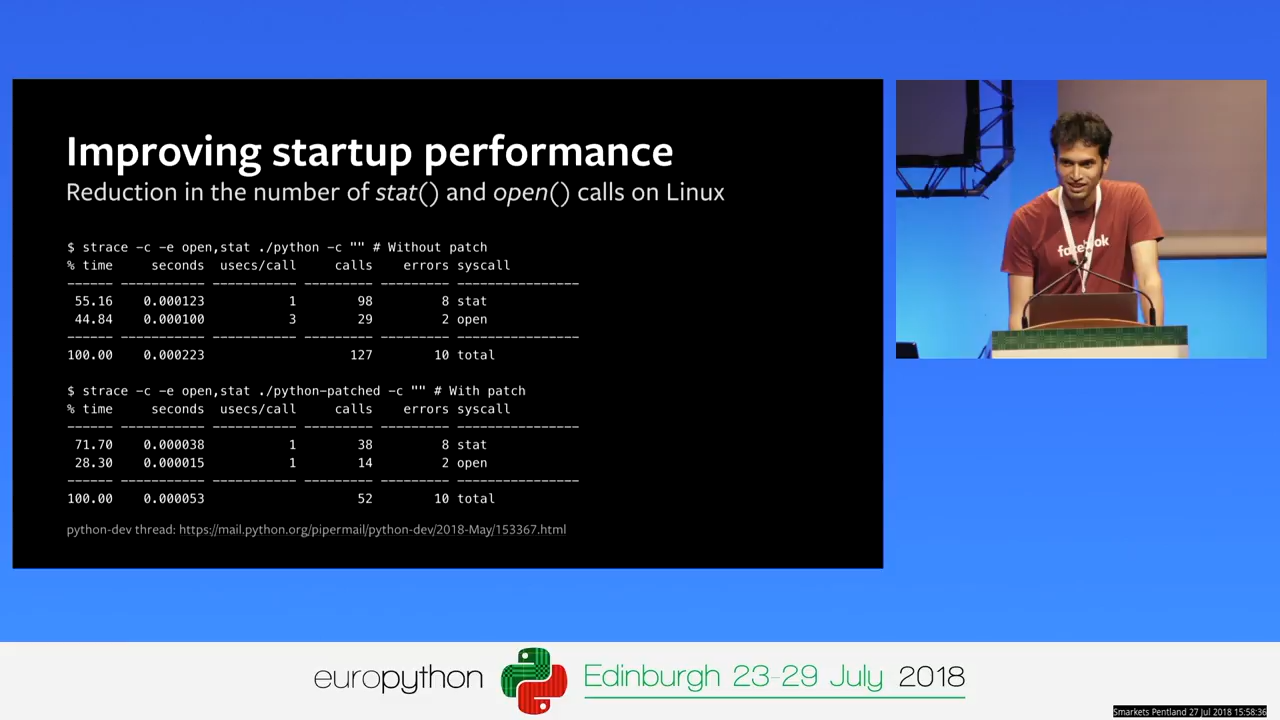 Improving startup performance
Reduction in the number of stat() and open() calls on Linux
$ strace -c -e open,stat ./python -c "" # Without patch
% time     seconds  usecs/call     calls    errors syscall
------ ----------- ----------- --------- --------- ----------------
 55.16    0.000123           1        98         8 stat
 44.84    0.000100           3        29         2 open
------ ----------- ----------- --------- --------- ----------------
100.00    0.000223                   127        10 total
$ strace -c -e open,stat ./python-patched -c "" # With patch
% time     seconds  usecs/call     calls    errors syscall
------ ----------- ----------- --------- --------- ----------------
 71.70    0.000038           1        38         8 stat
 28.30    0.000015           1        14         2 open
------ ----------- ----------- --------- --------- ----------------
100.00    0.000053                    52        10 total
python-dev thread: https://mail.python.org/pipermail/python-dev/2018-May/153367.html
facebook
europython Edinburgh 23-29 July 2018
Smarkets Pentland 27 Jul 2018 15:58:36